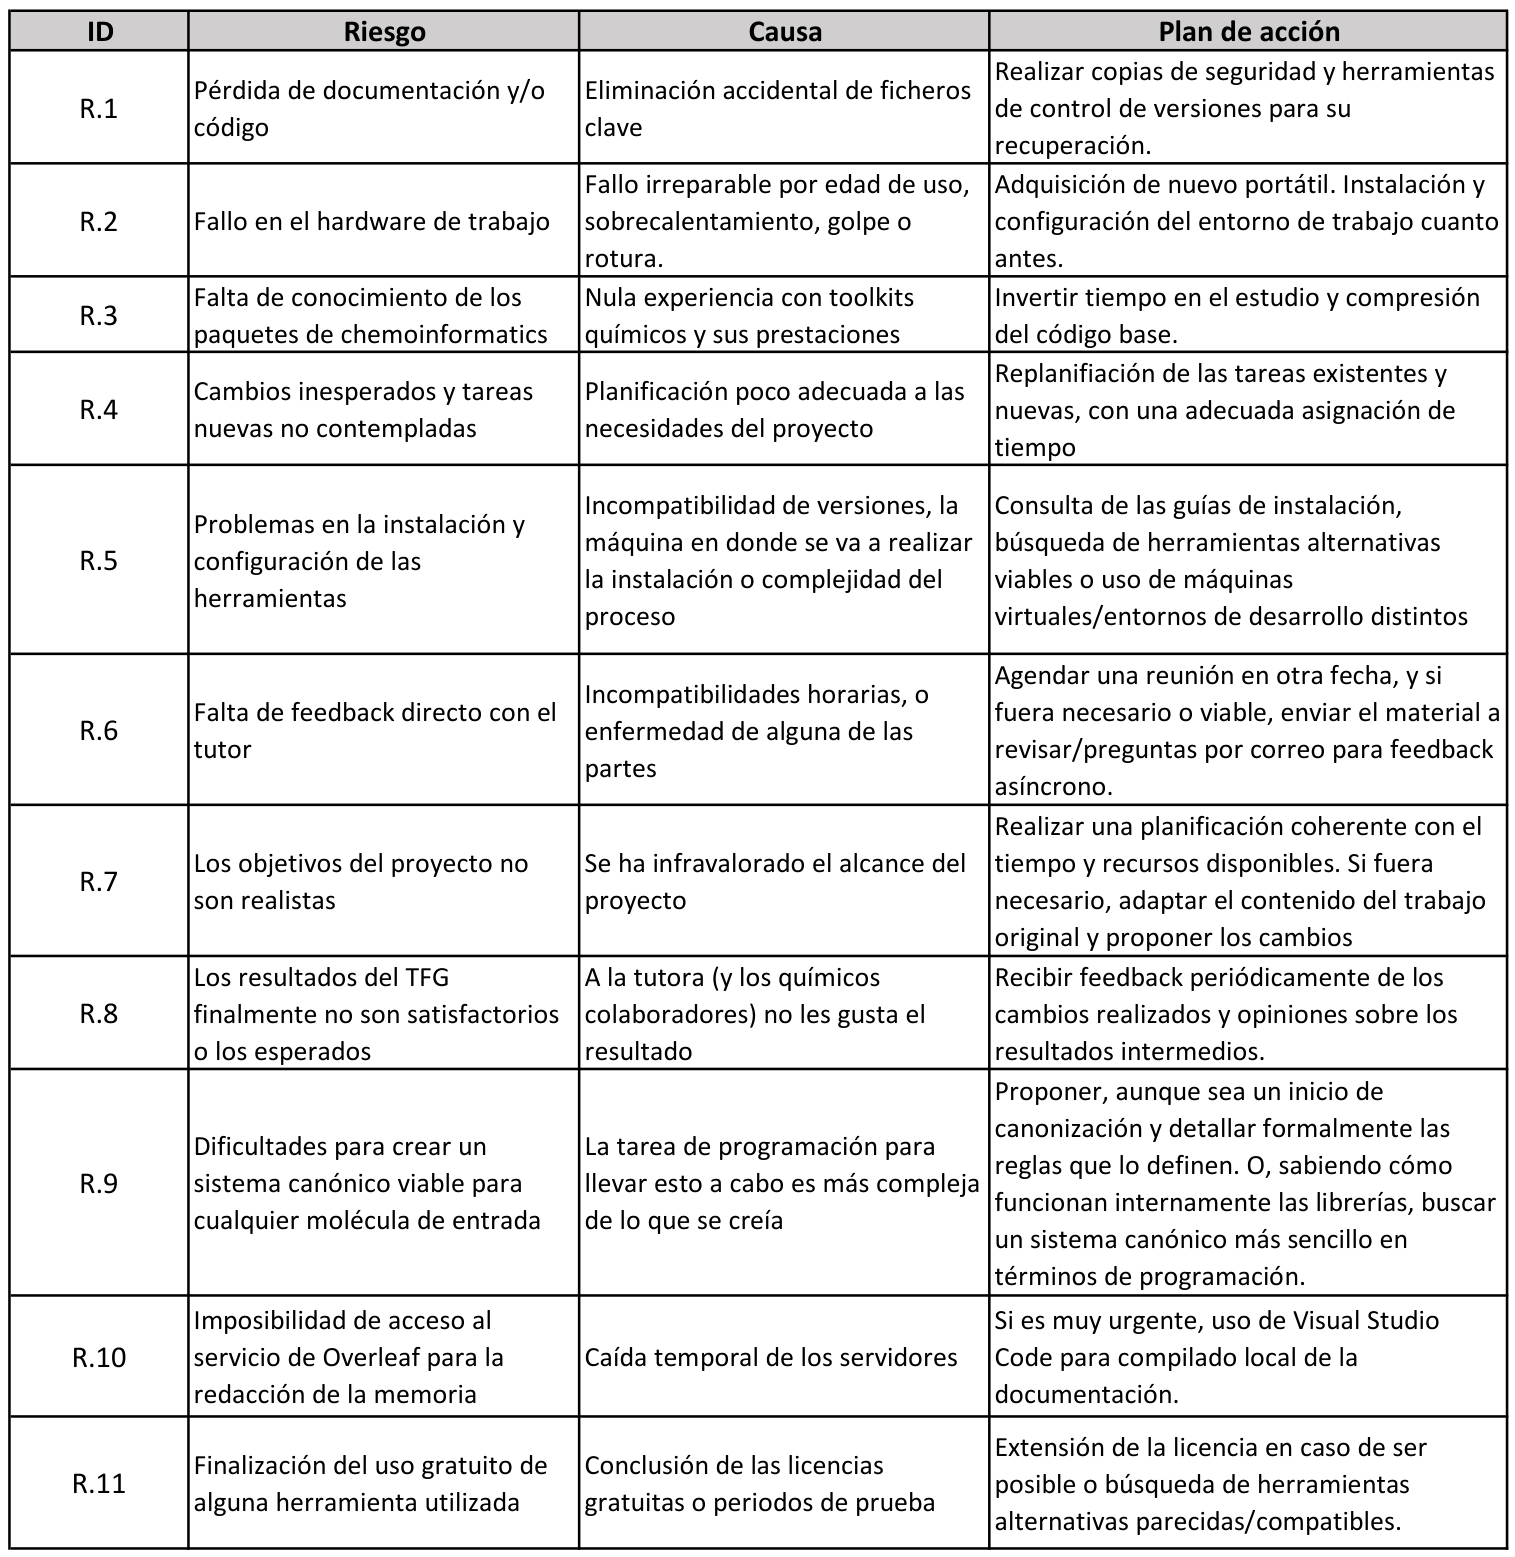 ID Riesgo Causa Plan de acción
R.1
Pérdida de documentación y/o
código
Eliminación accidental de ficheros
clave
Realizar copias de seguridad y herramientas
de control de versiones para su
recuperación.
R.2
Fallo en el hardware de trabajo
Fallo irreparable por edad de uso,
sobrecalentamiento, golpe o
rotura.
Adquisición de nuevo portátil. Instalación y
configuración del entorno de trabajo cuanto
antes.
R.3
Falta de conocimiento de los
paquetes de chemoinformatics
Nula experiencia con toolkits
químicos y sus prestaciones
Invertir tiempo en el estudio y compresión
del código base.
R.4
Cambios inesperados y tareas
nuevas no contempladas
Planificación poco adecuada a las
necesidades del proyecto
Replanifiación de las tareas existentes y
nuevas, con una adecuada asignación de
tiempo
R.5
Problemas en la instalación y
configuración de las
herramientas
Incompatibilidad de versiones, la
máquina en donde se va a realizar
la instalación o complejidad del
proceso
Consulta de las guías de instalación,
búsqueda de herramientas alternativas
viables o uso de máquinas
virtuales/entornos de desarrollo distintos
R.6
Falta de feedback directo con el
tutor
Incompatibilidades horarias, o
enfermedad de alguna de las
partes
Agendar una reunión en otra fecha, y si
fuera necesario o viable, enviar el material a
revisar/preguntas por correo para feedback
asíncrono.
R.7
Los objetivos del proyecto no
son realistas
Se ha infravalorado el alcance del
proyecto
Realizar una planificación coherente con el
tiempo y recursos disponibles. Si fuera
necesario, adaptar el contenido del trabajo
original y proponer los cambios
R.8
Los resultados del TFG
finalmente no son satisfactorios
o los esperados
A la tutora (y los químicos
colaboradores) no les gusta el
resultado
Recibir feedback periódicamente de los
cambios realizados y opiniones sobre los
resultados intermedios.
R.9
Dificultades para crear un
sistema canónico viable para
cualquier molécula de entrada
La tarea de programación para
llevar esto a cabo es más compleja
de lo que se creía
Proponer, aunque sea un inicio de
canonización y detallar formalmente las
reglas que lo definen. O, sabiendo cómo
funcionan internamente las librerías, buscar
un sistema canónico más sencillo en
términos de programación.
R.10
Imposibilidad de acceso al
servicio de Overleaf para la
redacción de la memoria
Caída temporal de los servidores
Si es muy urgente, uso de Visual Studio
Code para compilado local de la
documentación.
R.11
Finalización del uso gratuito de
alguna herramienta utilizada
Conclusión de las licencias
gratuitas o periodos de prueba
Extensión de la licencia en caso de ser
posible o búsqueda de herramientas
alternativas parecidas/compatibles.